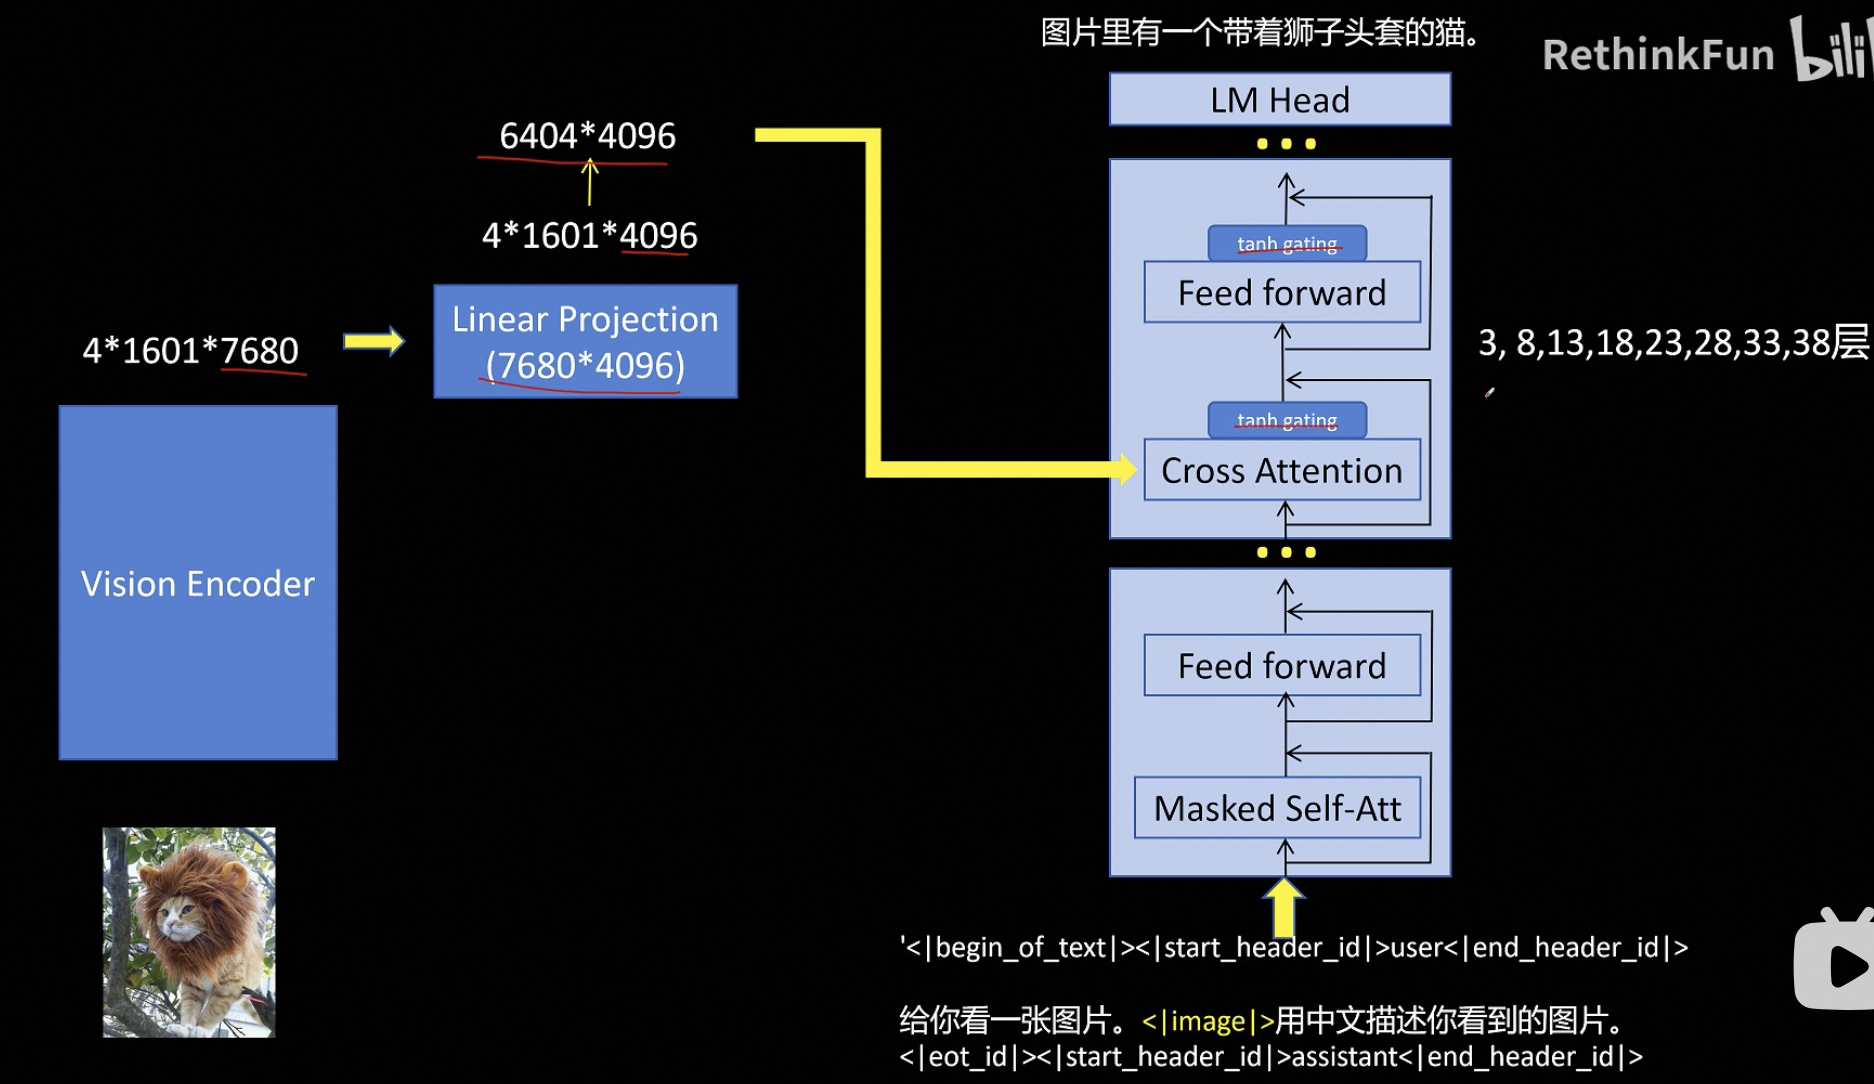 图片里有一个带着狮子头套的猫。
RethinkFun
LM Head
6404*4096
4*1601*4096
Linear Projection
(7680*4096)
4*1601*7680
Vision Encoder
tanh gating
Feed forward
3, 8,13,18,23,28,33,38层
tanh gating
Cross Attention
Feed forward
Masked Self-Att
'<|begin_of_text|><|start_header_id|>user<|end_header_id|>
给你看一张图片。<|image|>用中文描述你看到的图片。
<|eot_id|><|start_header_id|>assistant<|end_header_id|>